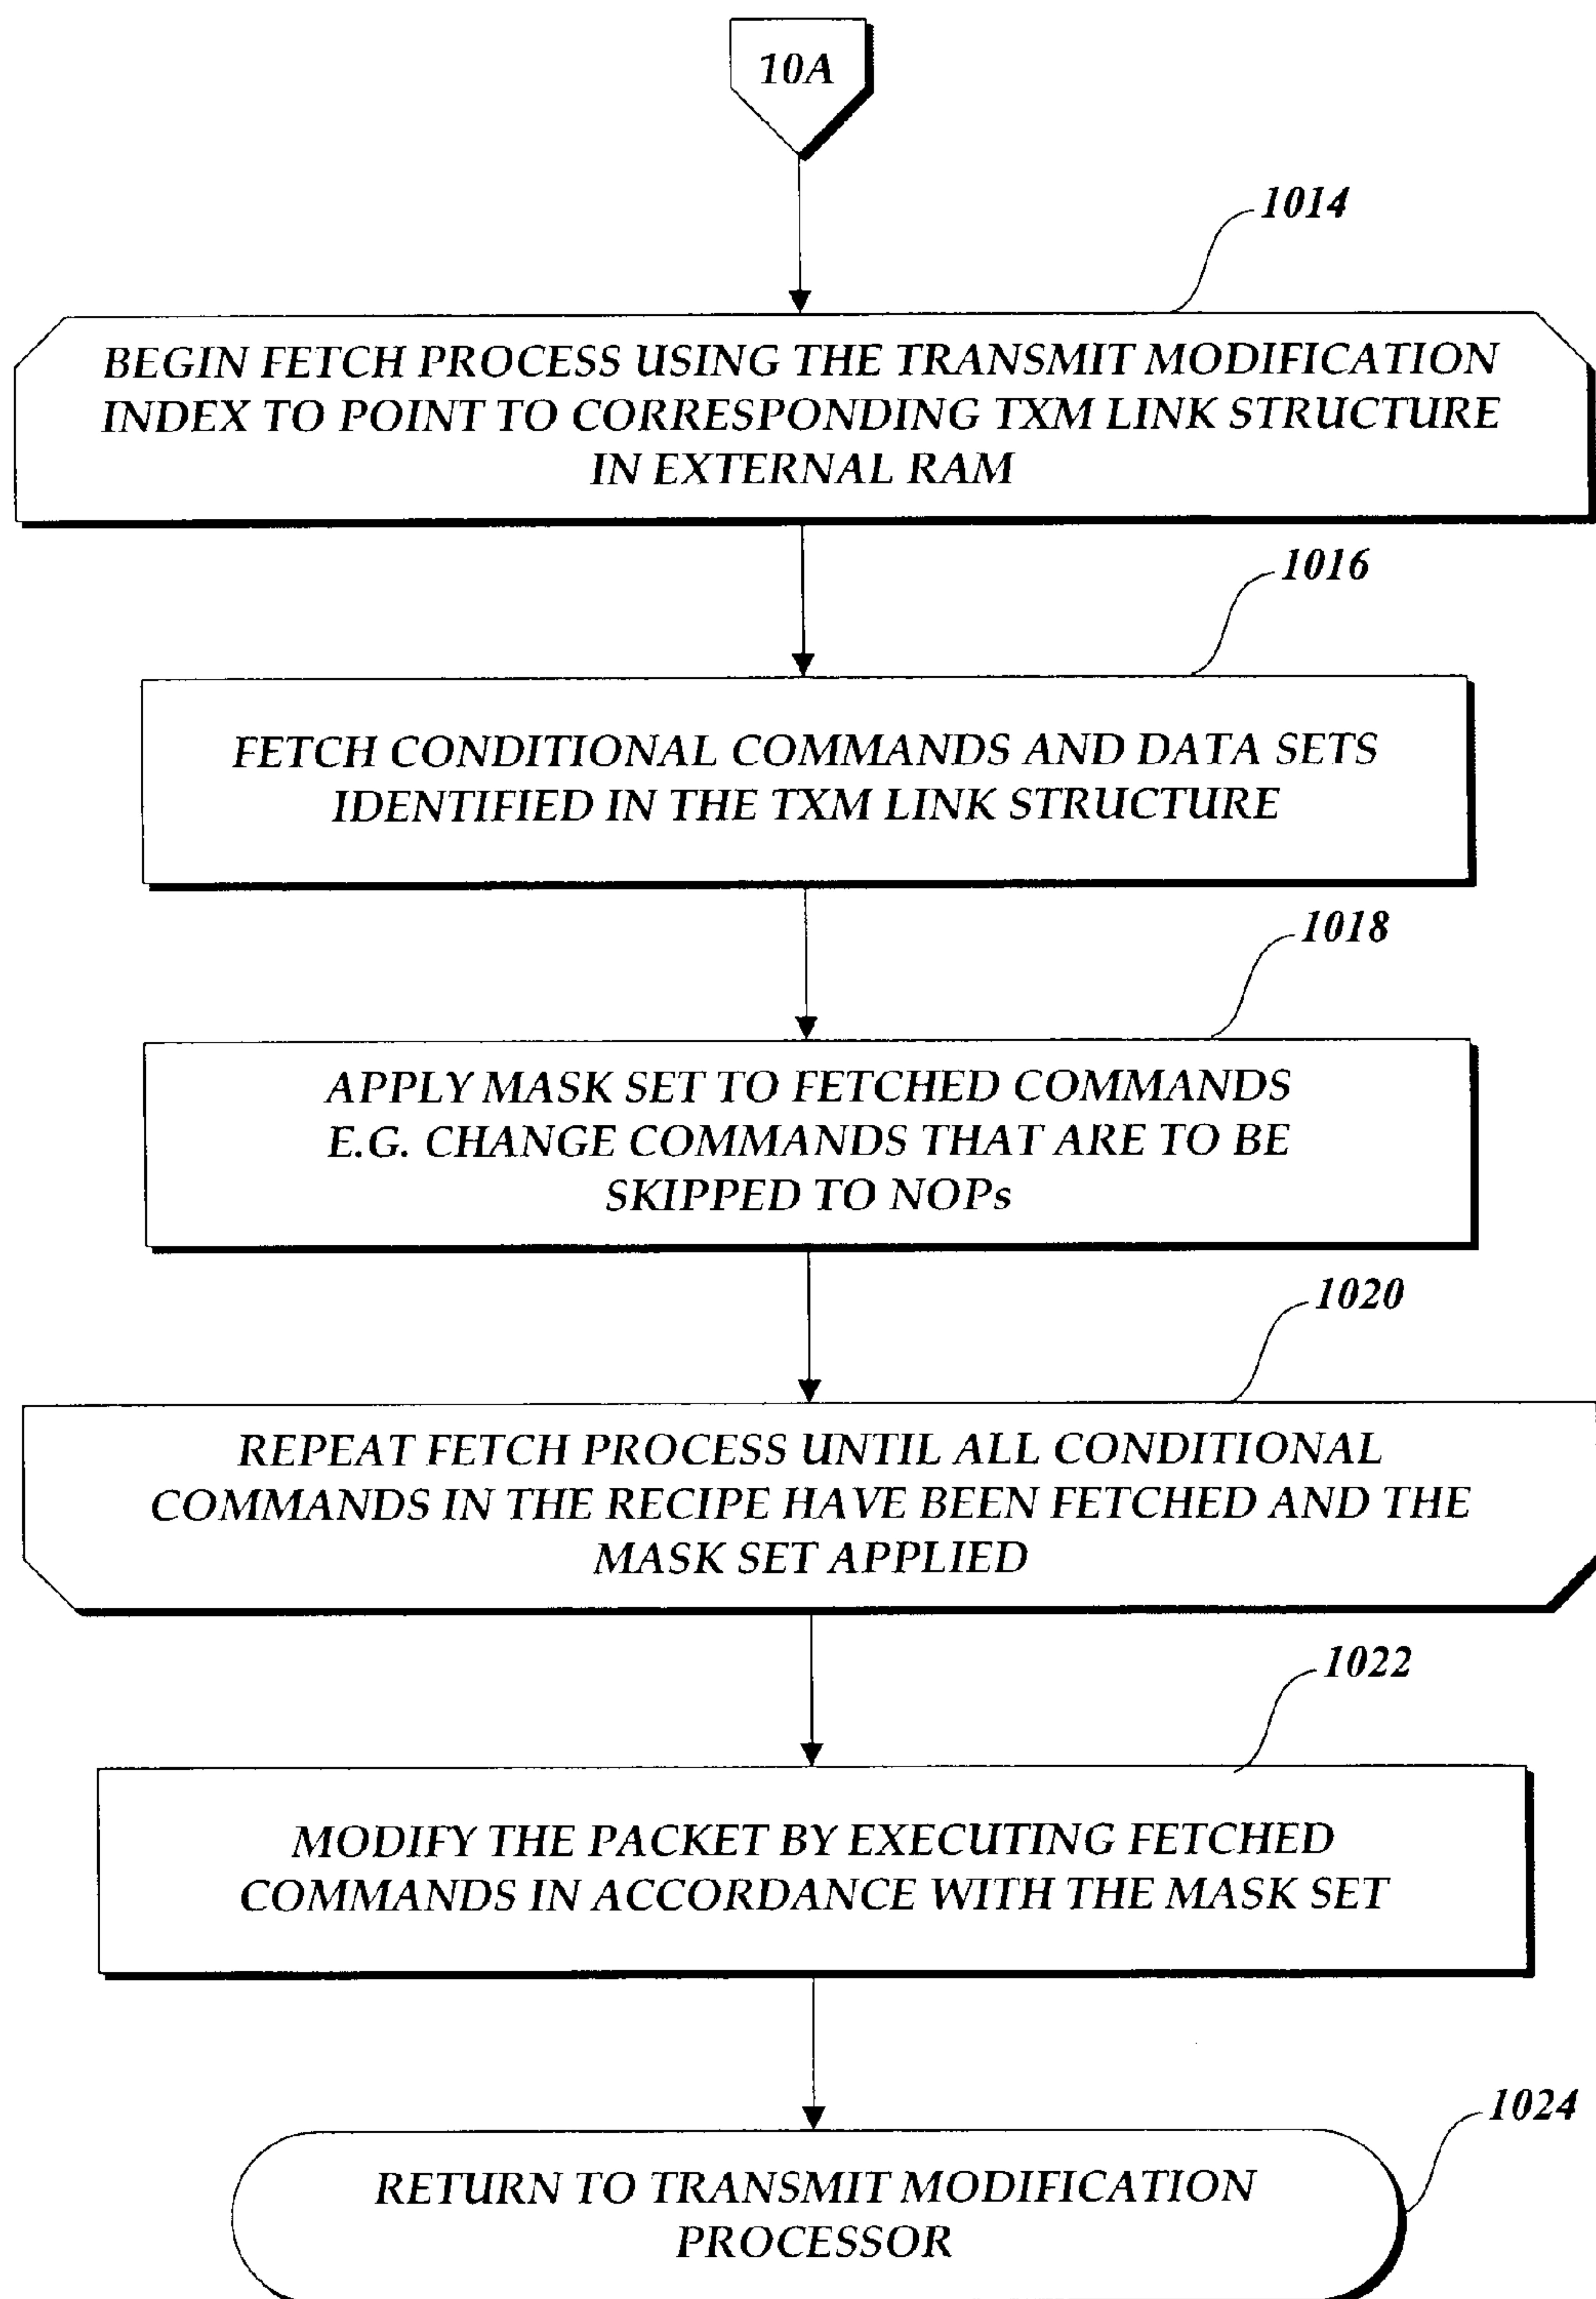 10A
1014
BEGIN FETCH PROCESS USING THE TRANSMIT MODIFICATION
INDEX TO POINT TO CORRESPONDING TXM LINK STRUCTURE
IN EXTERNAL RAM
1016
FETCH CONDITIONAL COMMANDS AND DATA SETS
IDENTIFIED IN THE TXM LINK STRUCTURE
1018
APPLY MASK SET TO FETCHED COMMANDS
E.G. CHANGE COMMANDS THAT ARE TO BE
SKIPPED TO NOPs
1020
REPEAT FETCH PROCESS UNTIL ALL CONDITIONAL
COMMANDS IN THE RECIPE HAVE BEEN FETCHED AND THE
MASK SET APPLIED
1022
MODIFY THE PACKET BY EXECUTING FETCHED
COMMANDS IN ACCORDANCE WITH THE MASK SET
1024
RETURN TO TRANSMIT MODIFICATION
PROCESSOR